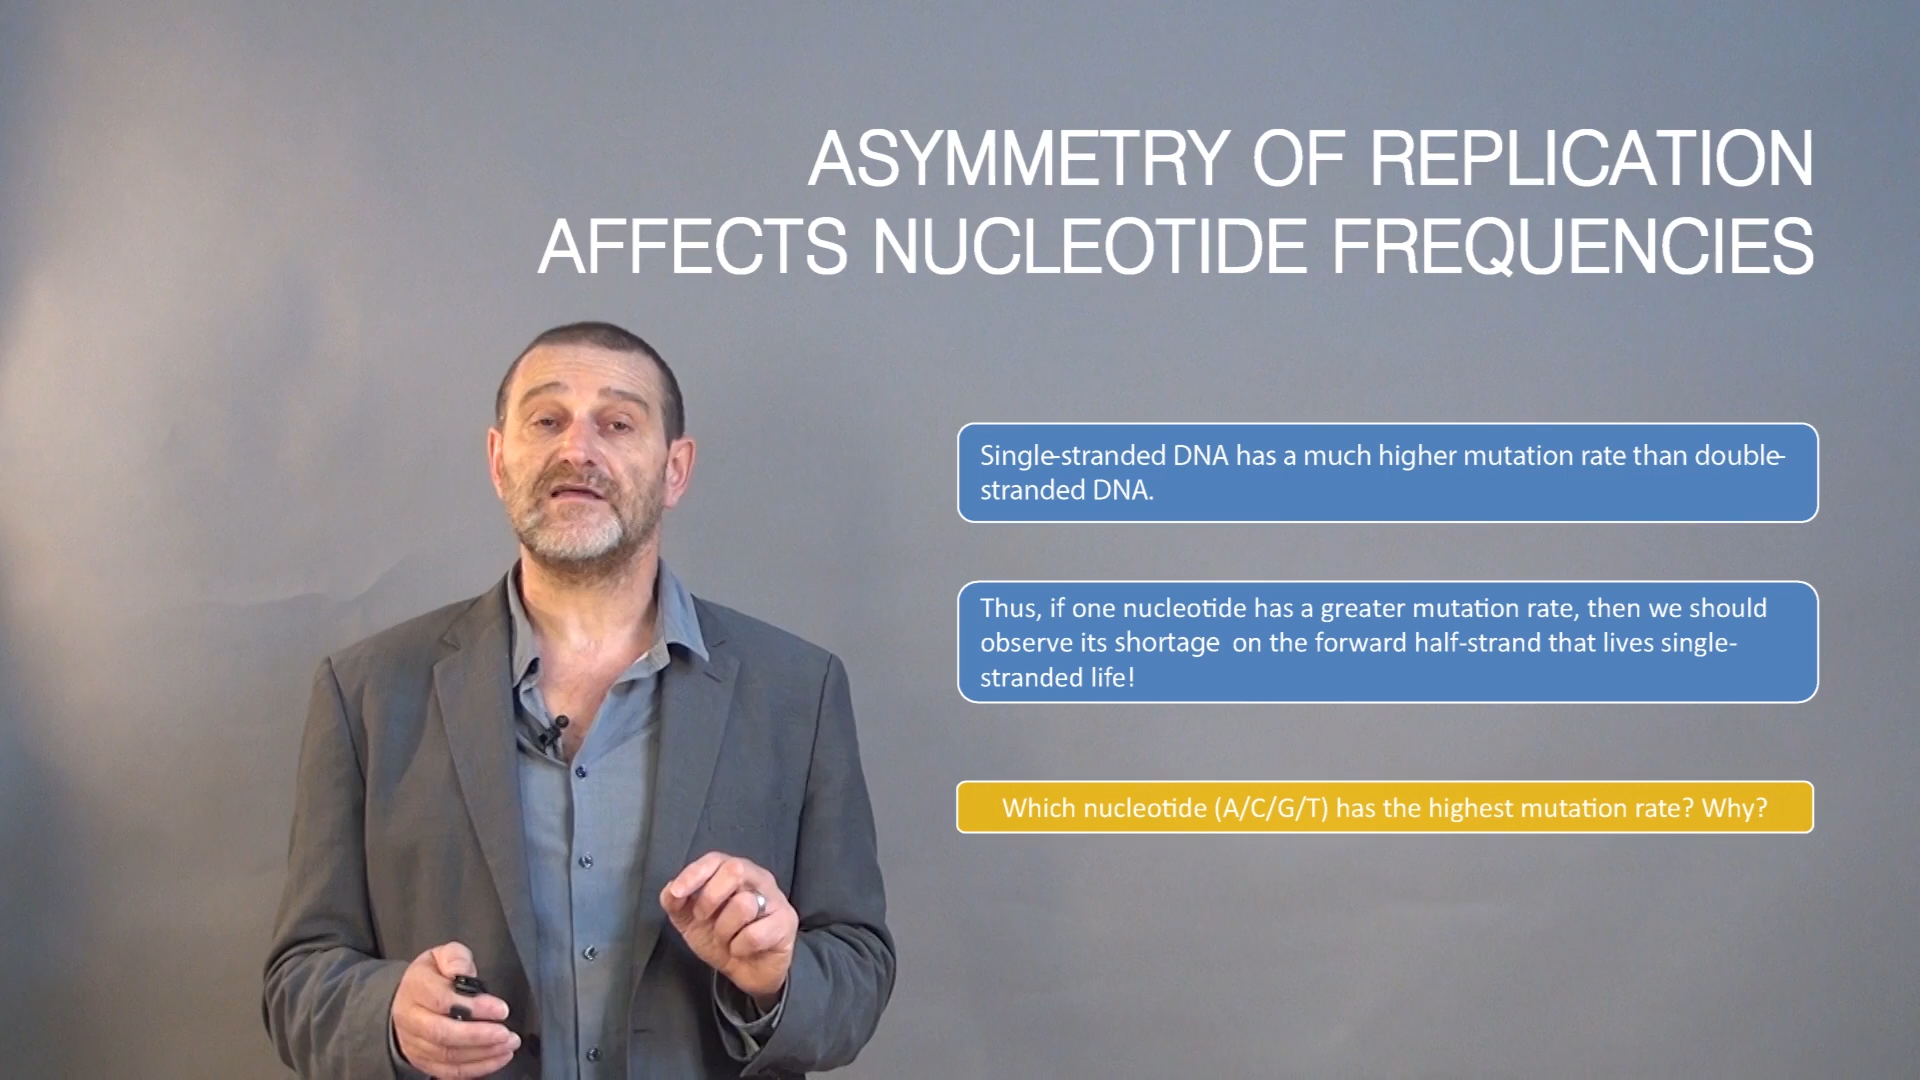 ASYMMETRY OF REPLICATION
AFFECTS NUCLEOTIDE FREQUENCIES
Single-stranded DNA has a much higher mutation rate than double-
stranded DNA.
Thus, if one nucleotide has a greater mutation rate, then we should
observe its shortage on the forward half-strand that lives single-
stranded life!
Which nucleotide (A/C/G/T) has the highest mutation rate? Why?